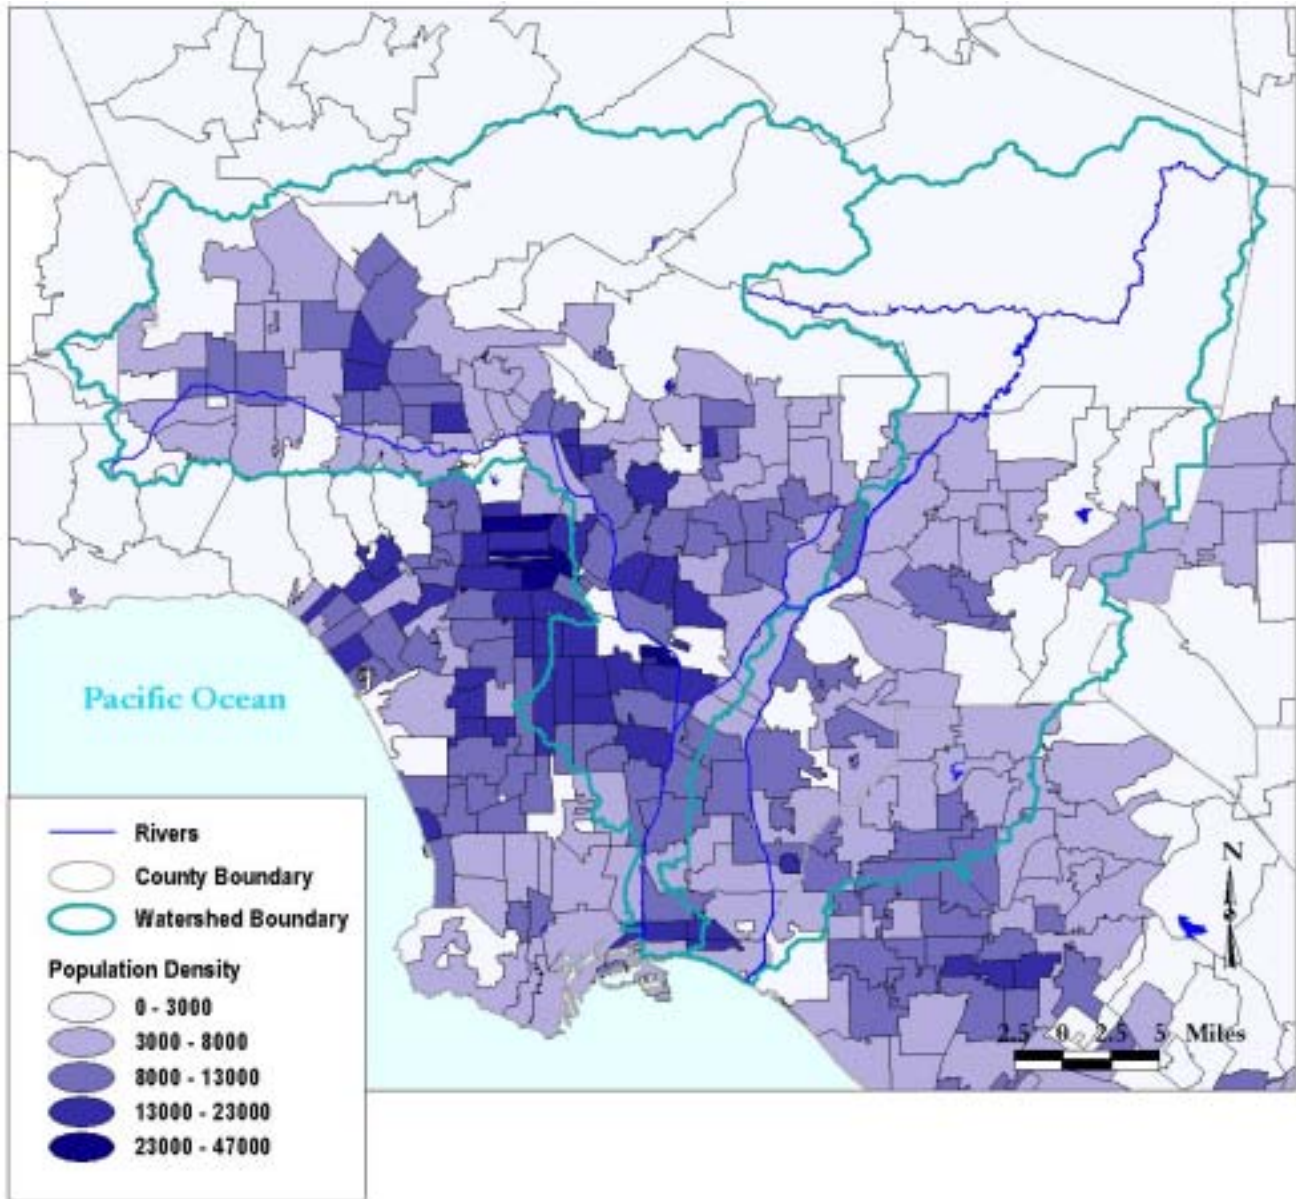 Pacific Ocean
Rivers
County Boundary
Watershed Boundary
Population Density
0 - 3000
3000 - 8000
8000 - 13000
13000 - 23000
23000 - 47000
N
2.5 0 2.5 5 Miles